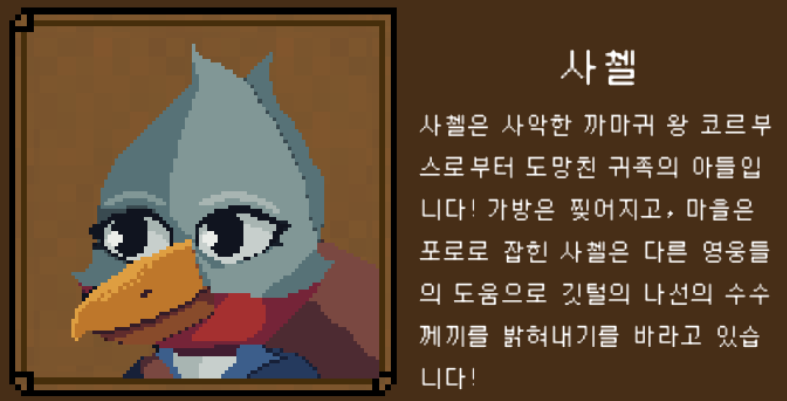 사첼
사첼은 사악한 까마귀 왕 코르부
스로부터 도망친 귀족의 아들입
니다! 가방은 찢어지고, 마을은
포로로 잡힌 사첼은 다른 영웅들
의 도움으로 깃털의 나선의 수수
께끼를 밝혀내기를 바라고 있습
니다!